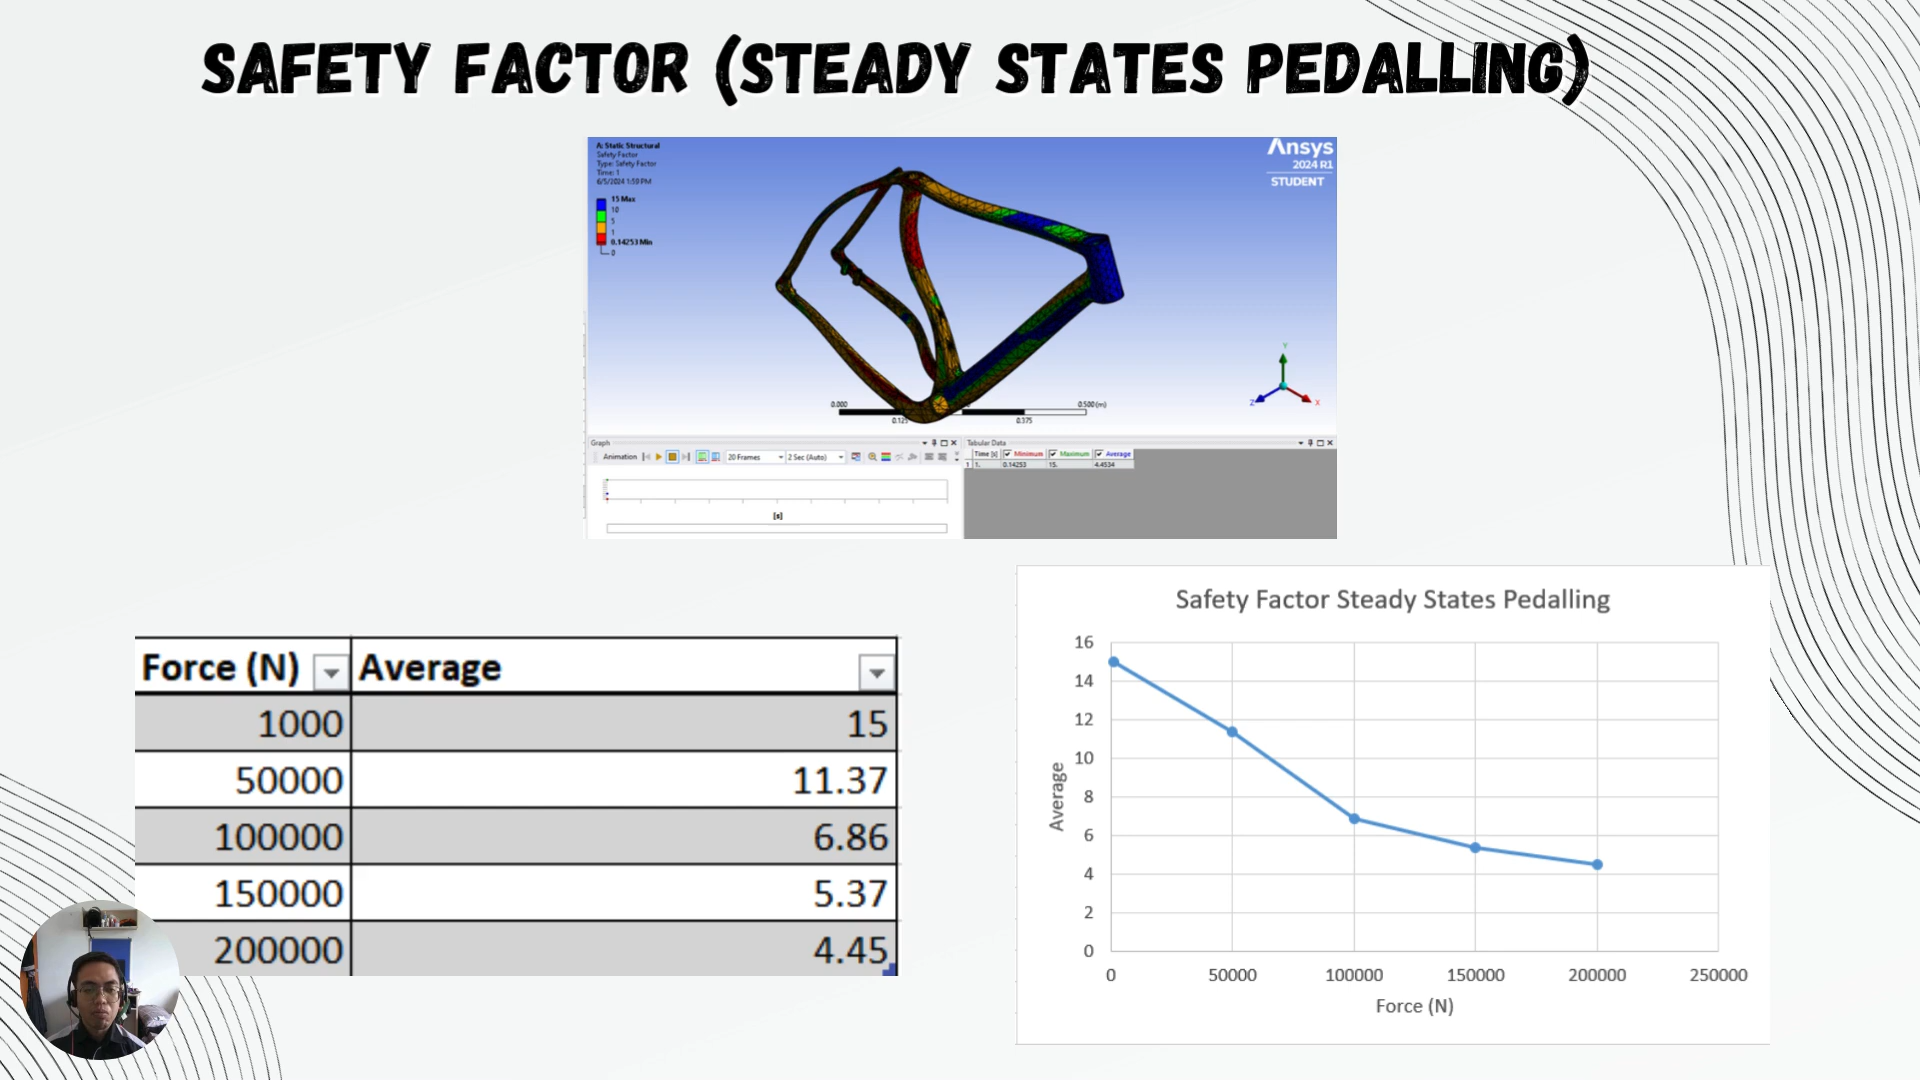 SAFETY FACTOR (STEADY STATES PEDALLING)
A: Static Structural
Safety Factor
Type: Safety Factor
Time: 1
6/5/2024 1:59 PM
15 Max
10
5
1
0.14253 Min
0
Ansys
2024 R1
STUDENT
Y
Z
X
0.000
0.500 (m)
0.125
0.375
Graph
Animation
20 Frames
2 Sec (Auto)
[s]
Tabular Data
Time [s] Minimum Maximum Average
1 1. 0.14253 15. 4.4534
Force (N) Average
1000 15
50000 11.37
100000 6.86
150000 5.37
200000 4.45
Safety Factor Steady States Pedalling
16
14
12
10
8
6
4
2
0
Average
0 50000 100000 150000 200000 250000
Force (N)